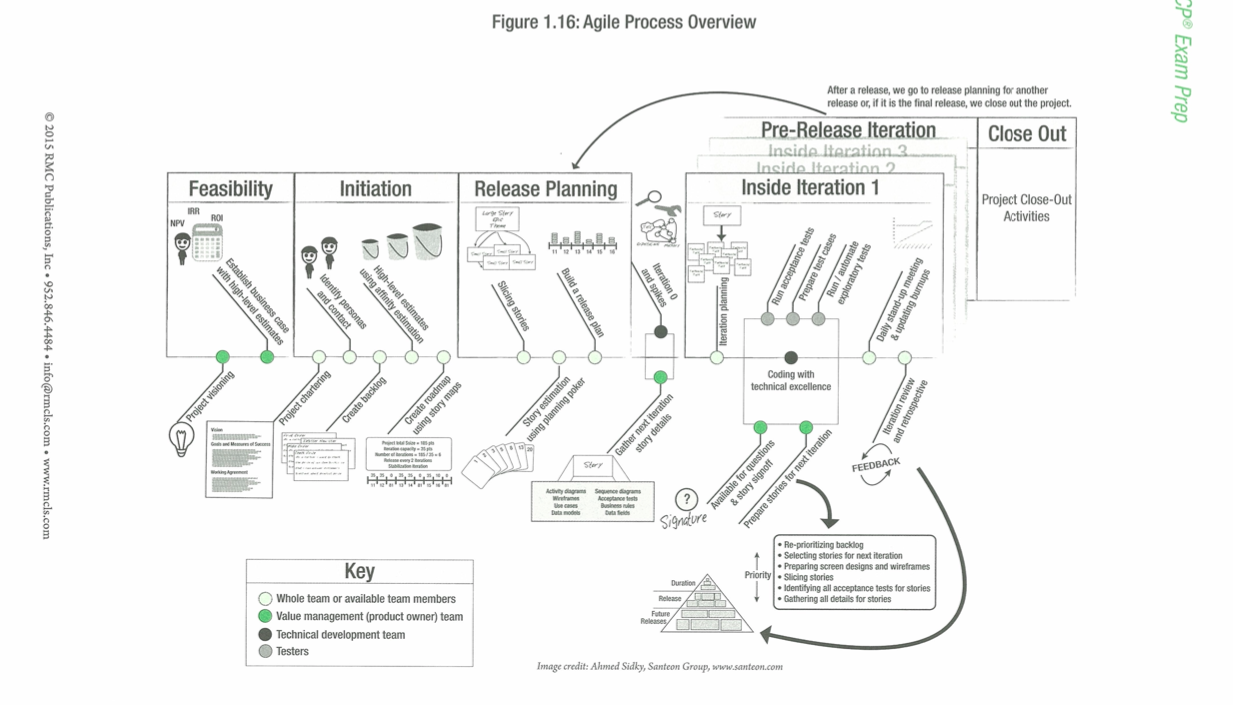 Figure 1.16: Agile Process Overview
CP® Exam Prep
© 2015 RMC Publications, Inc • 952.846.4484 • info@rmcls.com • www.rmcls.com
After a release, we go to release planning for another
release or, if it is the final release, we close out the project.
Pre-Release Iteration
Close Out
Inside Iteration 3
Inside Iteration 2
Feasibility
Initiation
Release Planning
Inside Iteration 1
Project Close-Out
Activities
NPV
IRR
ROI
Establish business case
with high-level estimates
Identify personas
and contact
High-level estimates
using affinity estimation
Large Story
Epic
Theme
Slicing stories
11 12 13 14 15 16
Build a release plan
Iteration 0
and spikes
Story
Iteration planning
Run acceptance tests
Prepare test cases
Run / automate
exploratory tests
Daily stand-up meeting
& updating burnups
Coding with
technical excellence
Project visioning
Vision
Goals and Measures of Success
Working Agreement
Project chartering
Create backlog
Create roadmap
using story maps
Project total Esize = 165 pts
Iteration capacity = 35 pts
Number of iterations = 165 / 35 = 6
Release every 2 iterations
Stabilization iteration
Story estimation
using planning poker
Gather next iteration
story details
Story
Activity diagrams
Wireframes
Use cases
Data models
Sequence diagrams
Acceptance tests
Business rules
Data fields
?
Signature
Available for questions
& story signoff
Prepare stories for next iteration
Iteration review
and retrospective
FEEDBACK
Priority
• Re-prioritizing backlog
• Selecting stories for next iteration
• Preparing screen designs and wireframes
• Slicing stories
• Identifying all acceptance tests for stories
• Gathering all details for stories
Duration
Release
Future
Releases
Key
Whole team or available team members
Value management (product owner) team
Technical development team
Testers
Image credit: Ahmed Sidky, Santeon Group, www.santeon.com